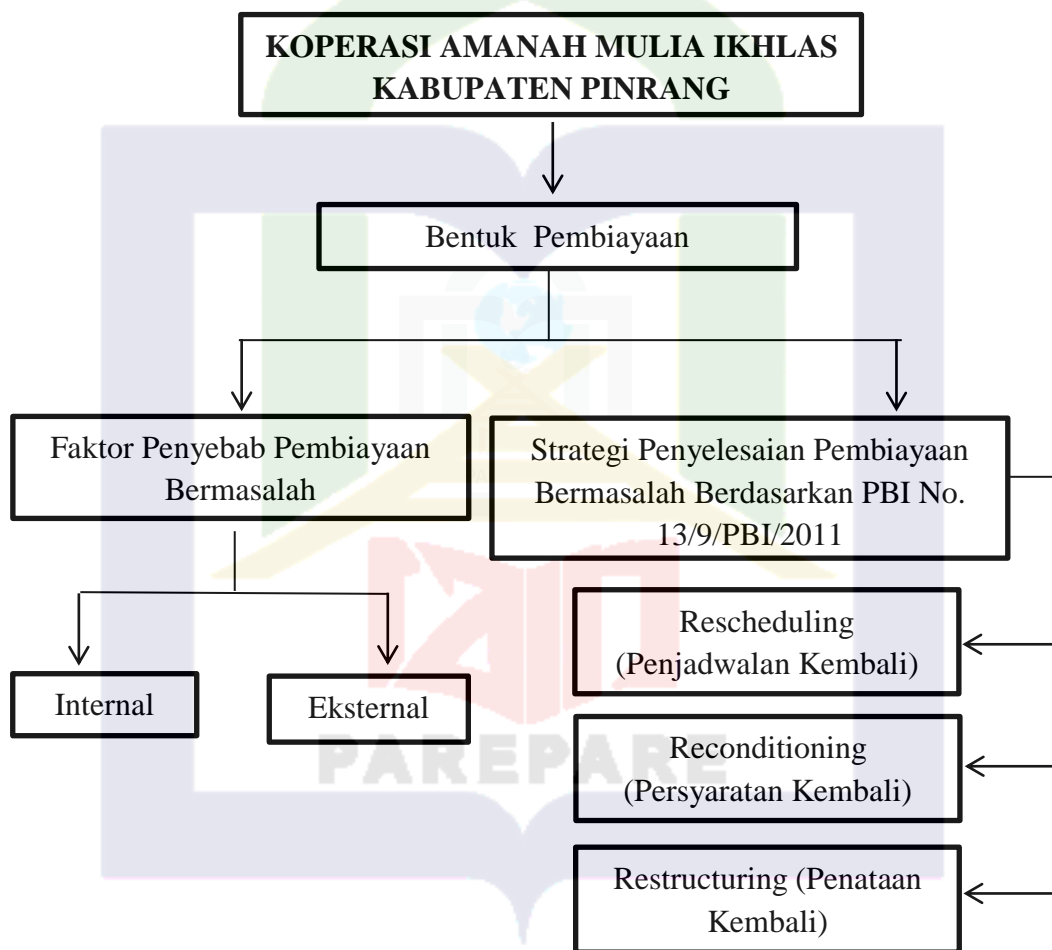 KOPERASI AMANAH MULIA IKHLAS
KABUPATEN PINRANG
Bentuk Pembiayaan
Faktor Penyebab Pembiayaan
Bermasalah
Strategi Penyelesaian Pembiayaan
Bermasalah Berdasarkan PBI No.
13/9/PBI/2011
Rescheduling
(Penjadwalan Kembali)
Internal
Eksternal
Reconditioning
(Persyaratan Kembali)
PAREPARE
Restructuring (Penataan
Kembali)